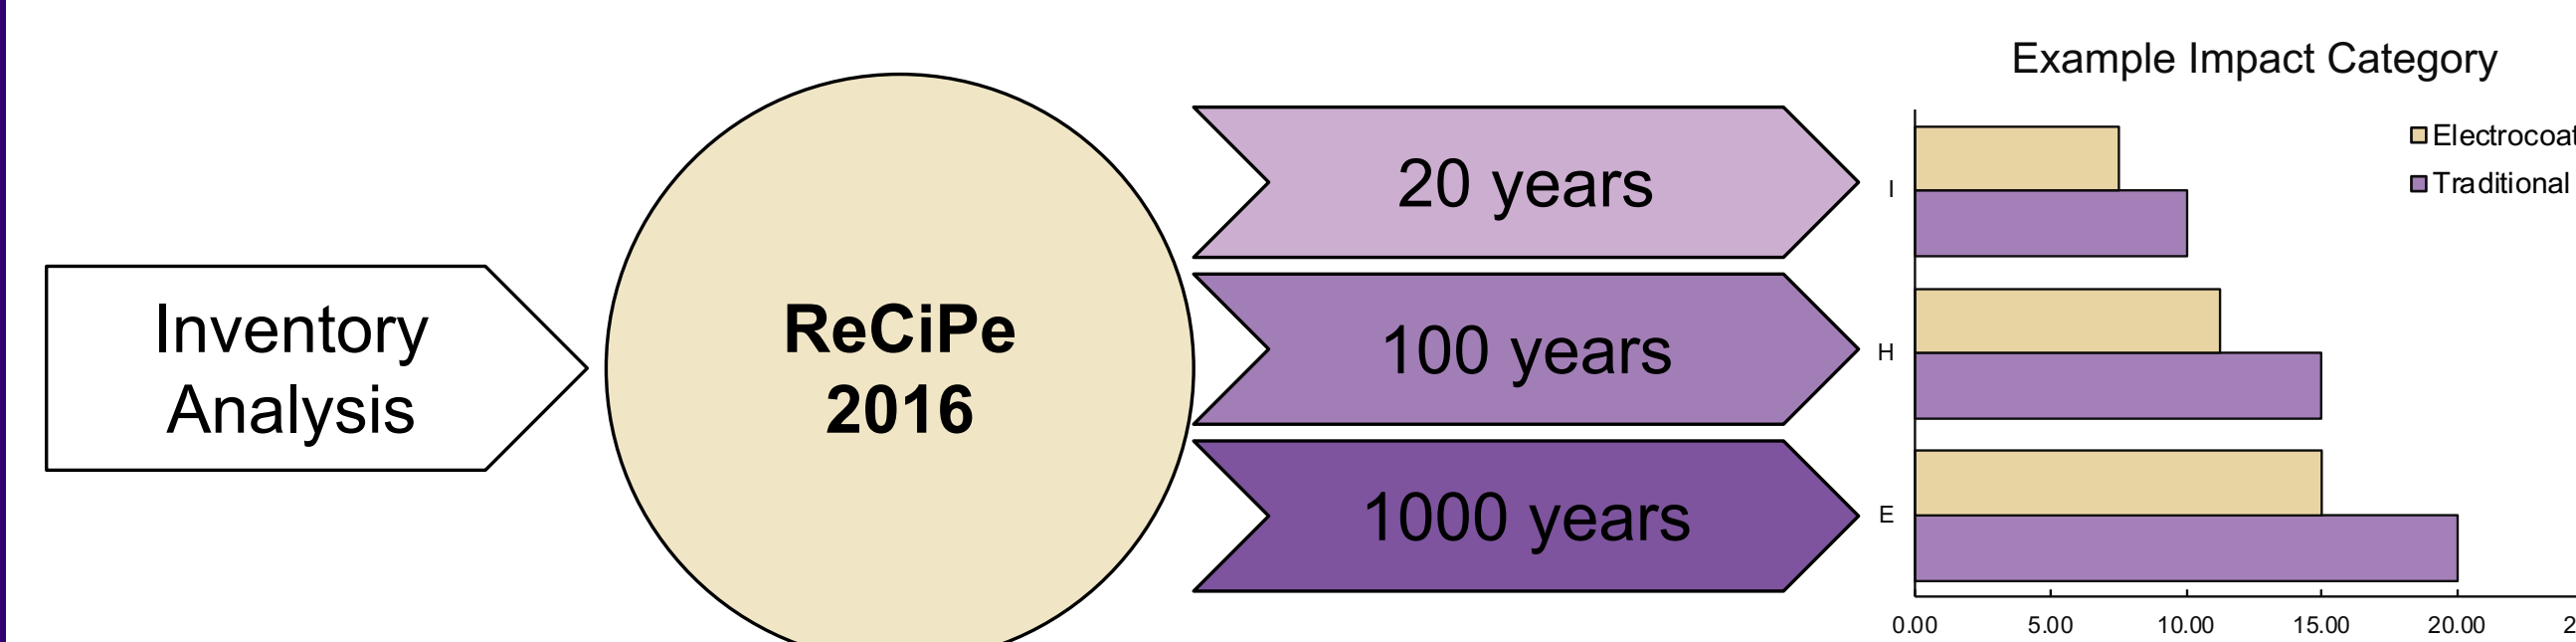 Inventory
Analysis
ReCiPe
2016
20 years
100 years
1000 years
Example Impact Category
Electrocoat
Traditional
I
H
E
0.00 5.00 10.00 15.00 20.00 2